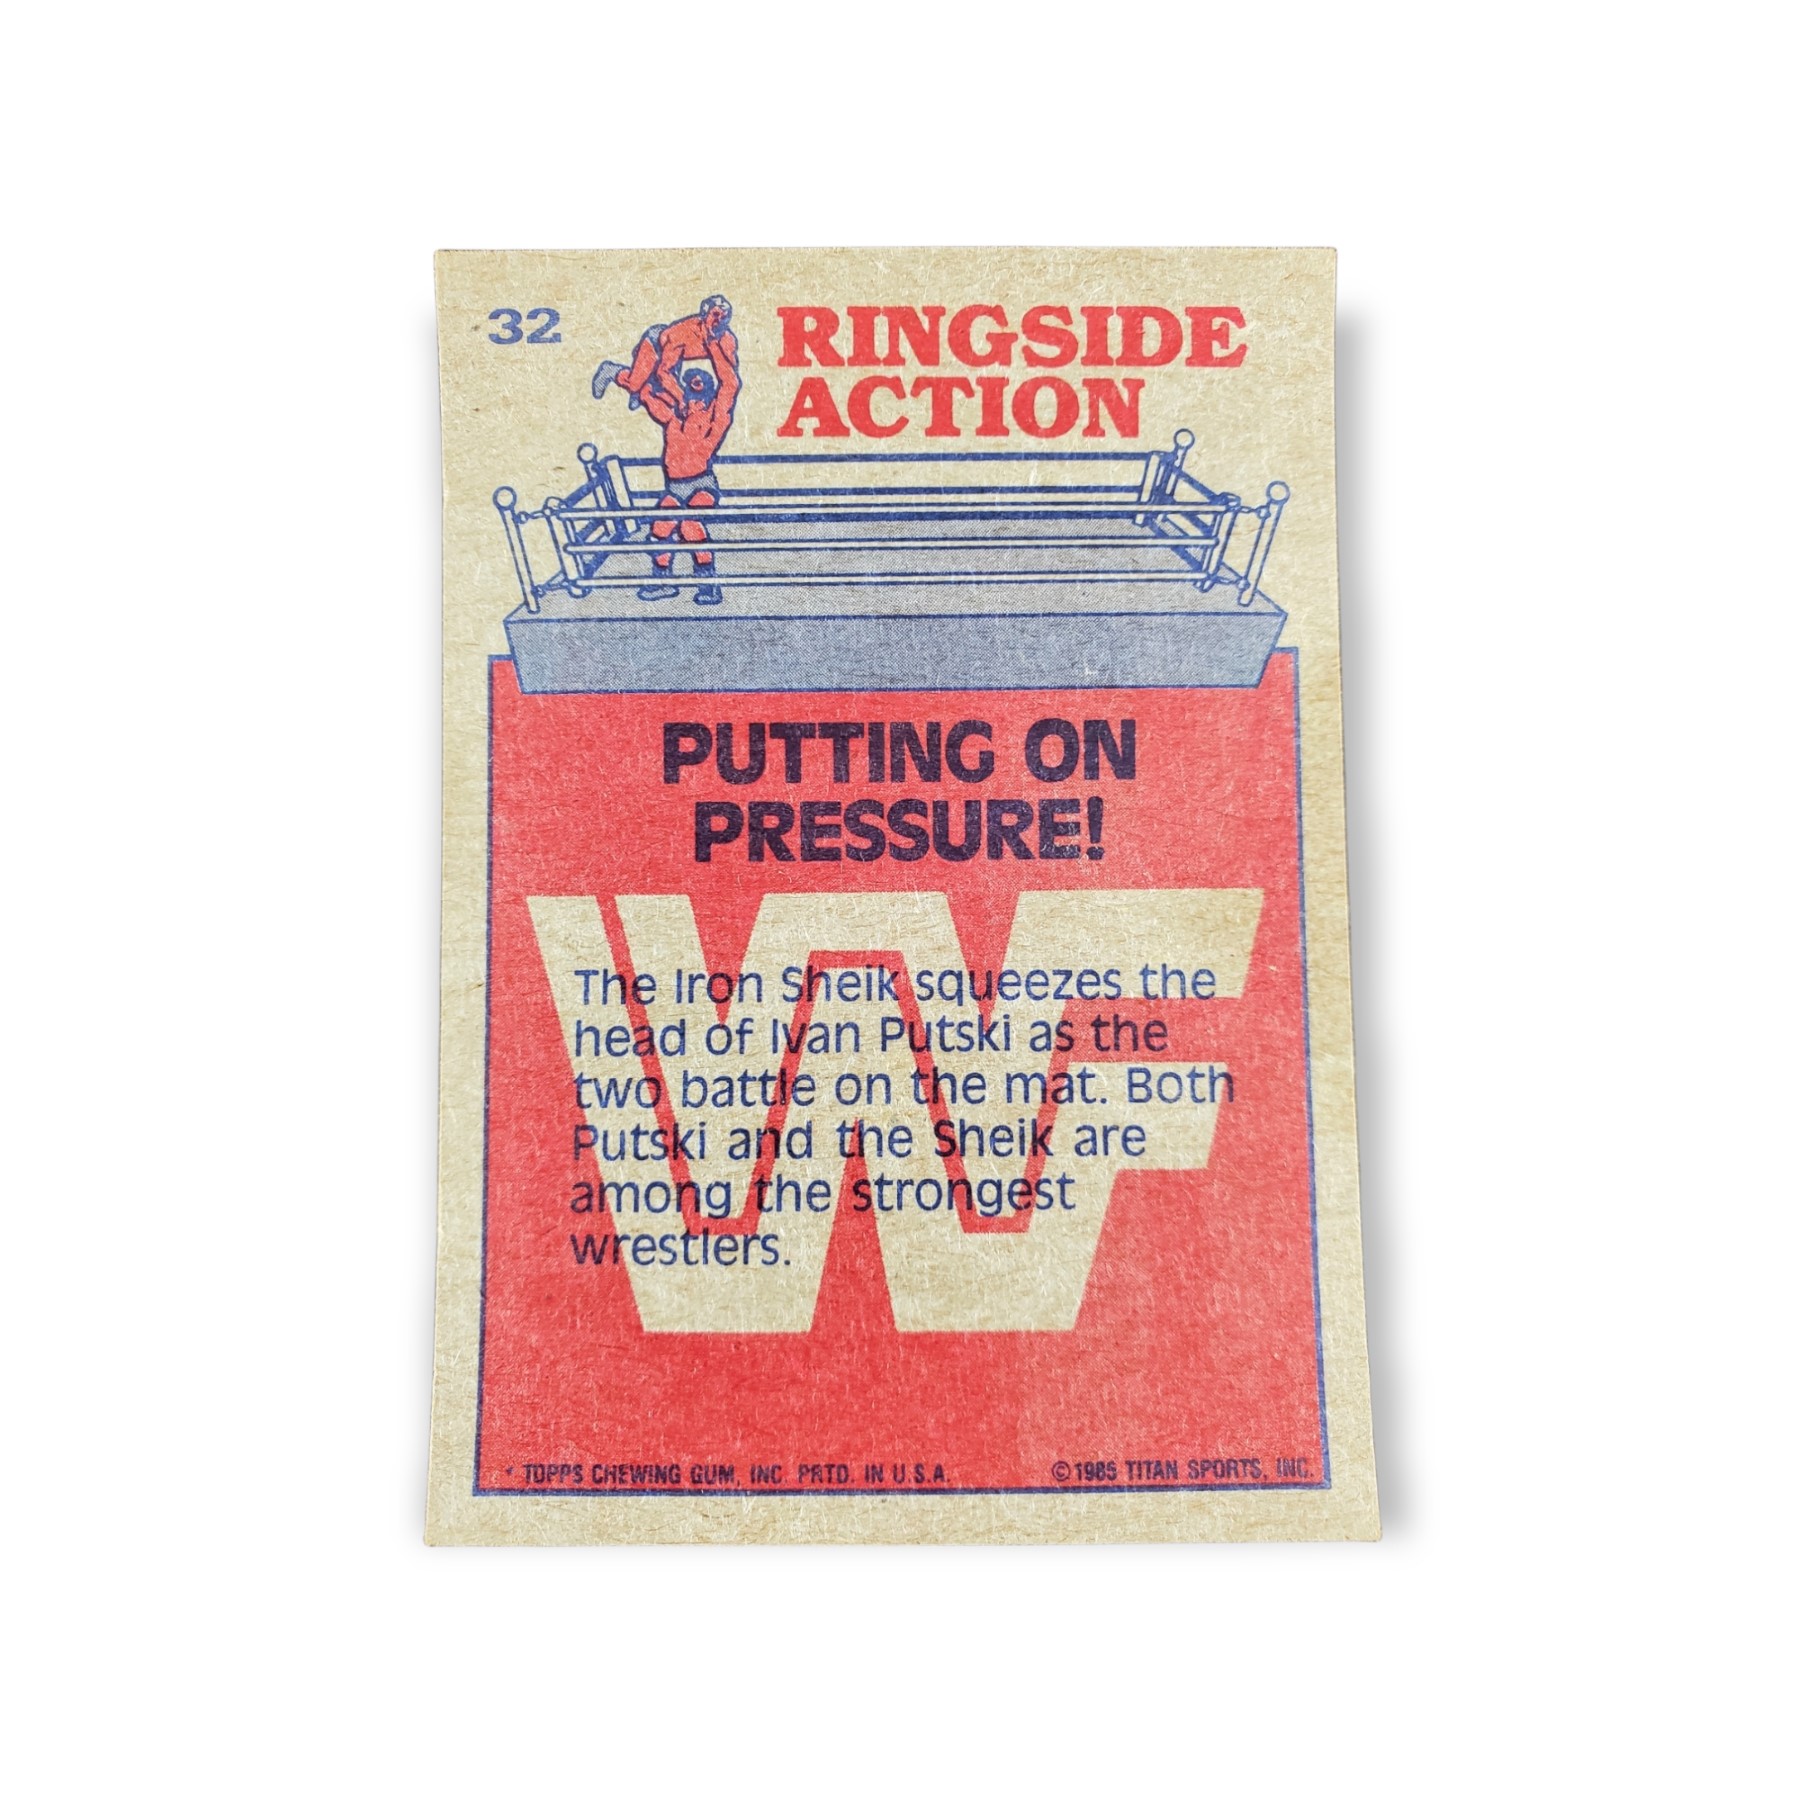 32
RINGSIDE
ACTION
PUTTING ON
PRESSURE!
WF
The Iron Sheik squeezes the
head of Ivan Putski as the
two battle on the mat. Both
Putski and the Sheik are
among the strongest
wrestlers.
* TOPPS CHEWING GUM, INC. PRTD. IN U.S.A.
©1985 TITAN SPORTS, INC.